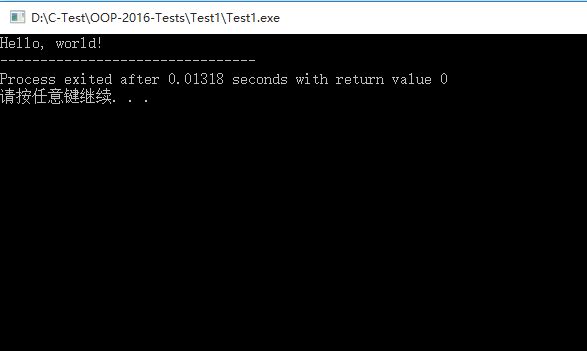 D:\C-Test\OOP-2016-Tests\Test1\Test1.exe
Hello, world!
--------------------------------
Process exited after 0.01318 seconds with return value 0
请按任意键继续. . .